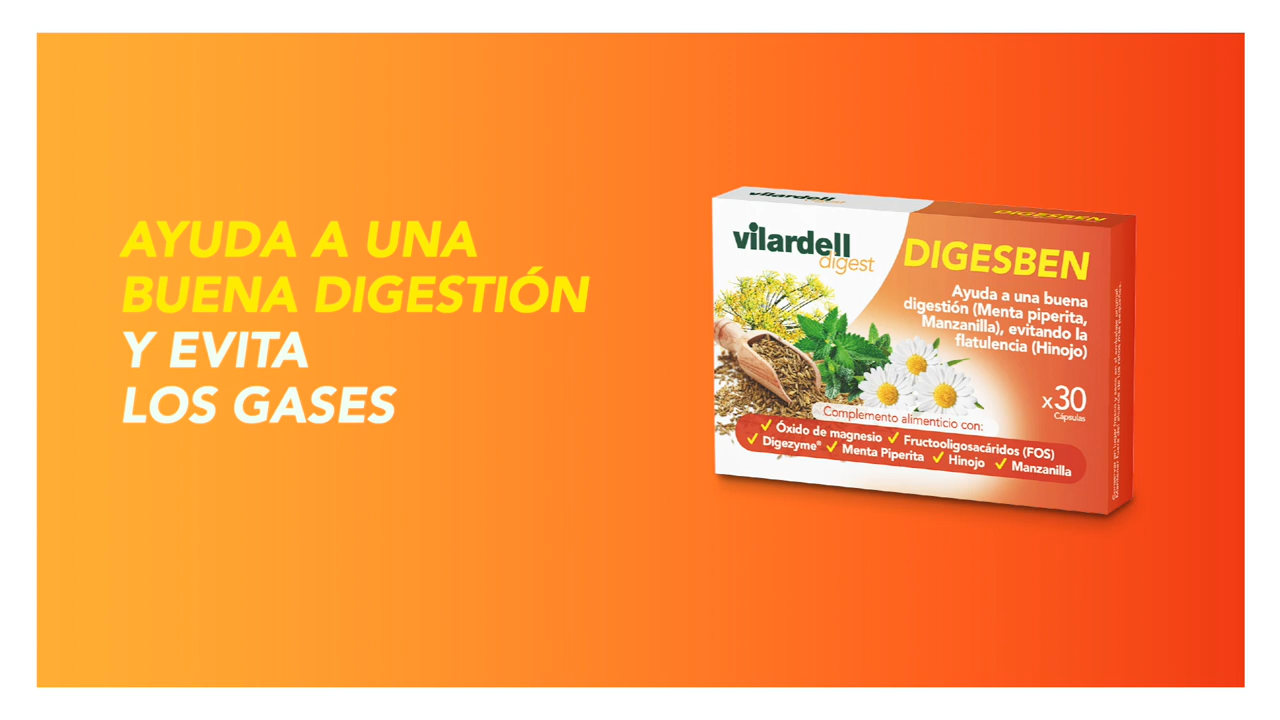 AYUDA A UNA
BUENA DIGESTIÓN
Y EVITA
LOS GASES
vilardell
DIGESBEN
vilardell
digest
DIGESBEN
Ayuda a una buena
digestión (Menta piperita,
Manzanilla), evitando la
flatulencia (Hinojo)
x30
Cápsulas
Complemento alimenticio con:
Óxido de magnesio Fructooligosacáridos (FOS)
Digezyme® Menta Piperita Hinojo Manzanilla